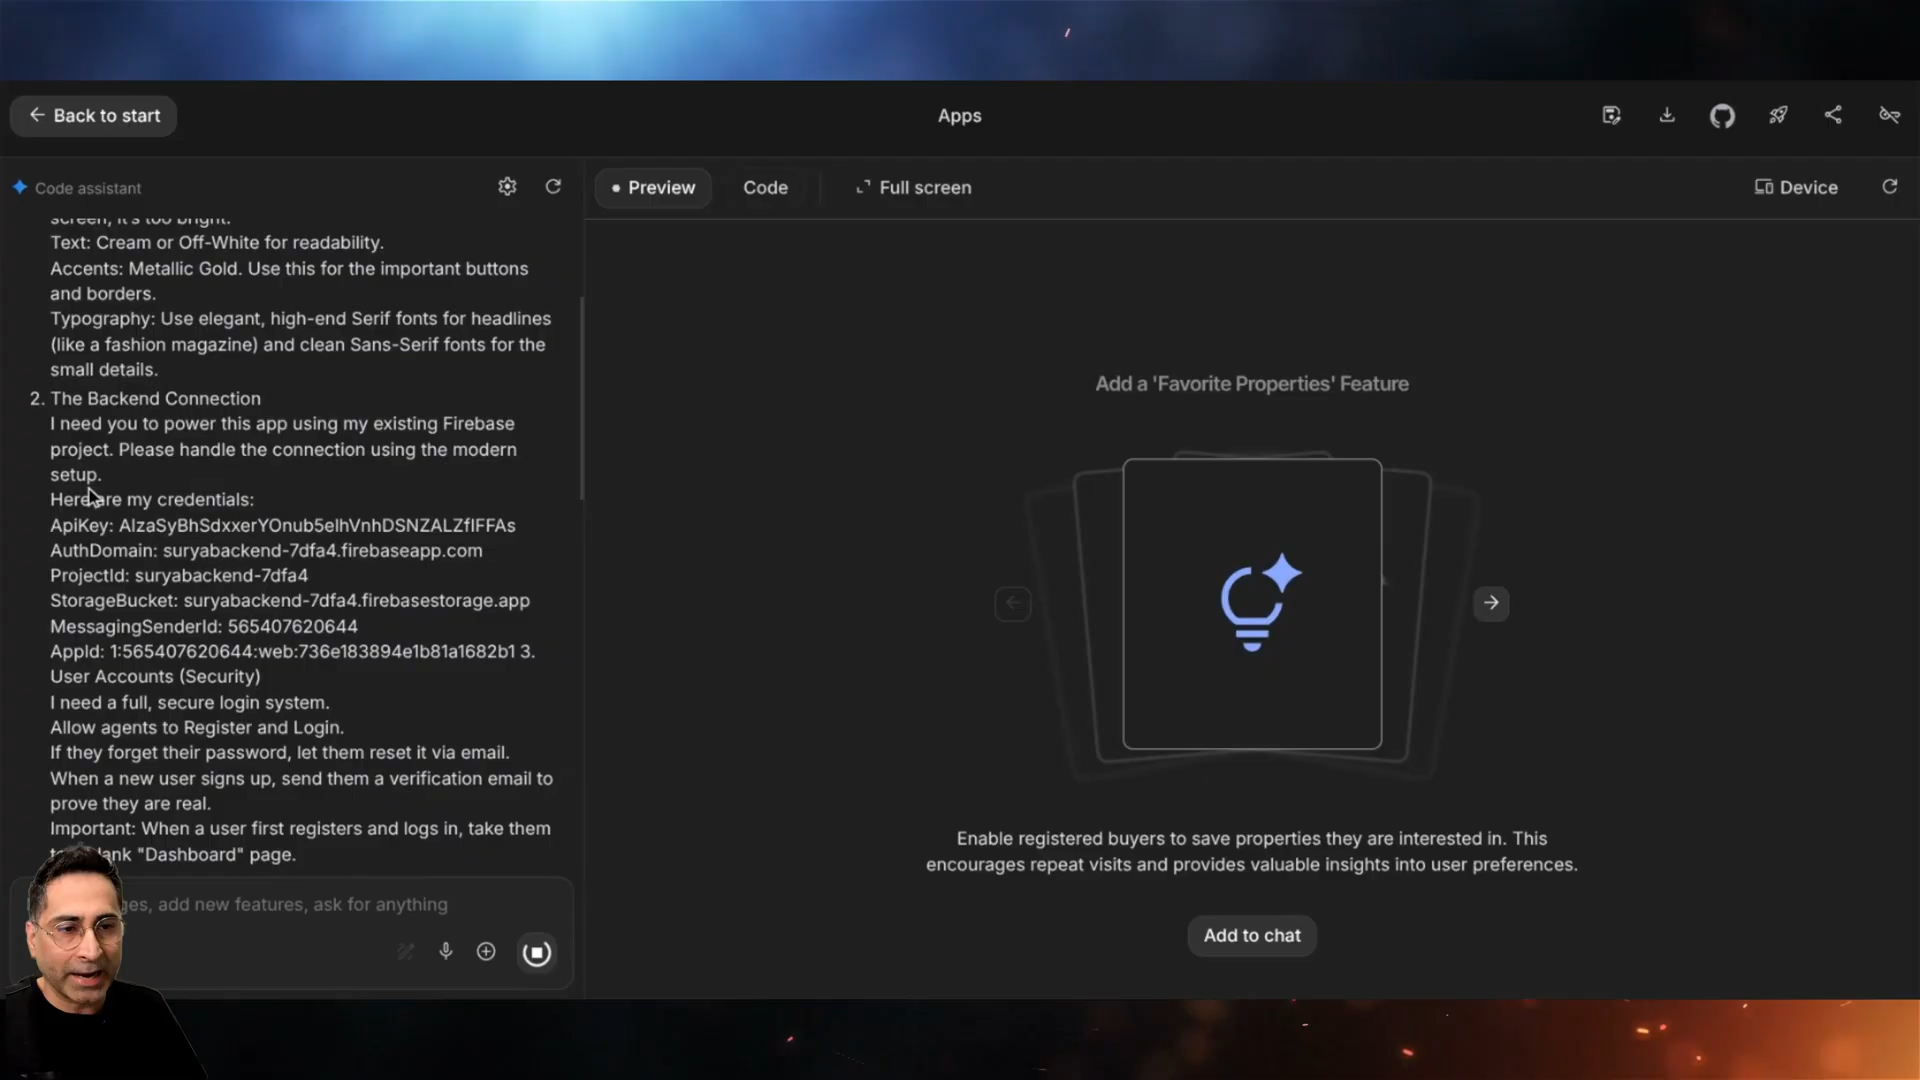 Back to start
Apps
Code assistant
Preview
Code
Full screen
Device
screen, it's too bright.
Text: Cream or Off-White for readability.
Accents: Metallic Gold. Use this for the important buttons
and borders.
Typography: Use elegant, high-end Serif fonts for headlines
(like a fashion magazine) and clean Sans-Serif fonts for the
small details.
2. The Backend Connection
I need you to power this app using my existing Firebase
project. Please handle the connection using the modern
setup.
Here are my credentials:
ApiKey: AIzaSyBhSdxxerYOnub5eIhVnhDSNZALZfIFFAs
AuthDomain: suryabackend-7dfa4.firebaseapp.com
ProjectId: suryabackend-7dfa4
StorageBucket: suryabackend-7dfa4.firebasestorage.app
MessagingSenderId: 565407620644
AppId: 1:565407620644:web:736e183894e1b81a1682b1 3.
User Accounts (Security)
I need a full, secure login system.
Allow agents to Register and Login.
If they forget their password, let them reset it via email.
When a new user signs up, send them a verification email to
prove they are real.
Important: When a user first registers and logs in, take them
"Dashboard" page.
add new features, ask for anything
Add a 'Favorite Properties' Feature
Enable registered buyers to save properties they are interested in. This
encourages repeat visits and provides valuable insights into user preferences.
Add to chat